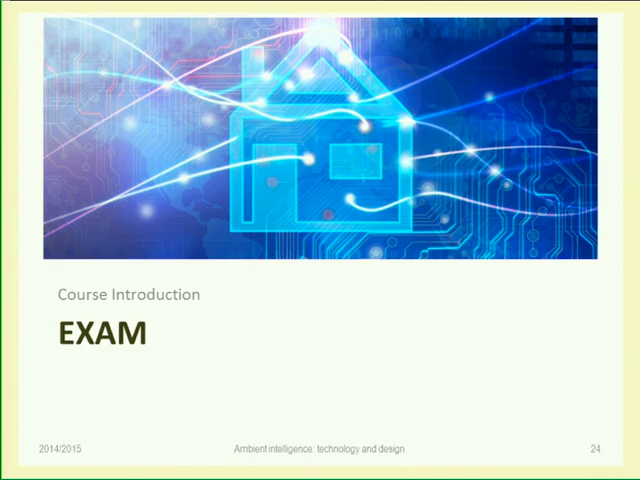 Course Introduction
EXAM
2014/2015
Ambient intelligence: technology and design
24